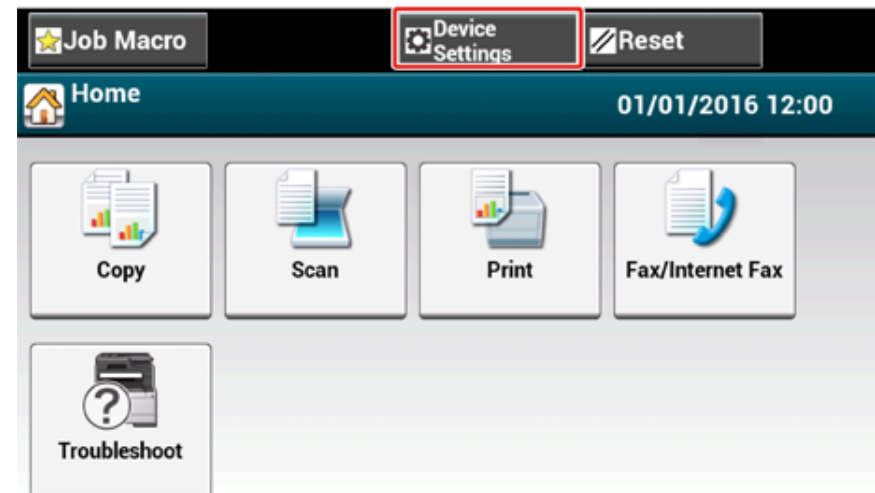 Job Macro
Device
Settings
Reset
Home
01/01/2016 12:00
Copy
Scan
Print
Fax/Internet Fax
?
Troubleshoot